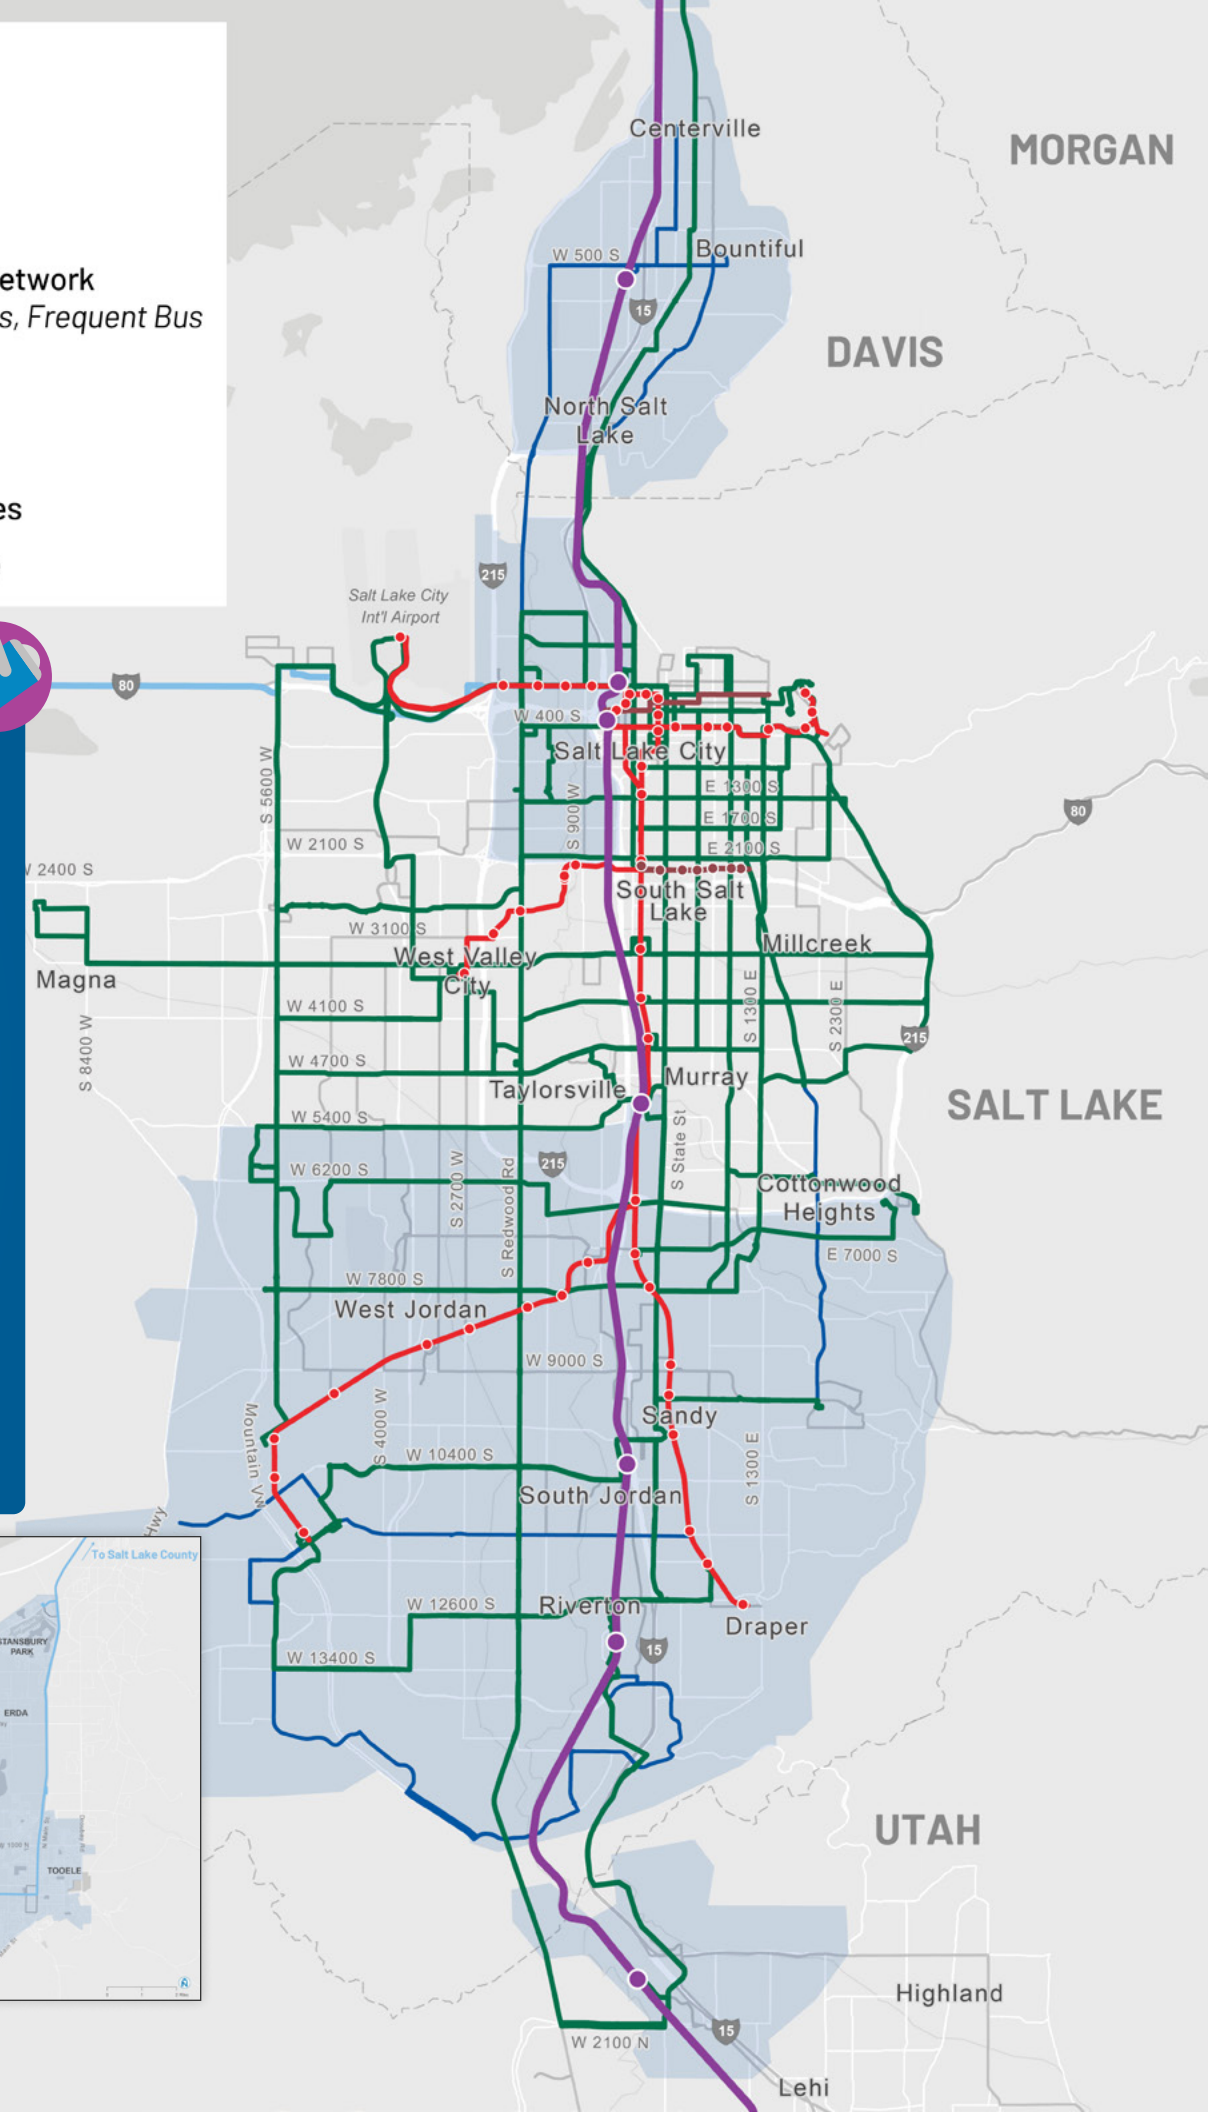 Centerville
MORGAN
W 500 S
Bountiful
etwork
s, Frequent Bus
15
DAVIS
North Salt
Lake
es
215
Salt Lake City
Int'l Airport
80
W 400 S
Salt Lake City
S 5600 W
S 900 W
E 1300 S
80
E 1700 S
W 2100 S
E 2100 S
W 2400 S
South Salt
Lake
W 3100 S
Millcreek
West Valley
City
Magna
W 4100 S
S 1300 E
S 2300 E
215
S 8400 W
W 4700 S
Taylorsville
Murray
SALT LAKE
W 5400 S
S State St
215
W 6200 S
S 2700 W
S Redwood Rd
Cottonwood
Heights
E 7000 S
W 7800 S
West Jordan
W 9000 S
Mountain Vw
S 4000 W
Sandy
W 10400 S
S 1300 E
South Jordan
Hwy
To Salt Lake County
W 12600 S
Riverton
Draper
STANSBURY
PARK
15
W 13400 S
ERDA
UTAH
TOOELE
Highland
15
W 2100 N
Lehi